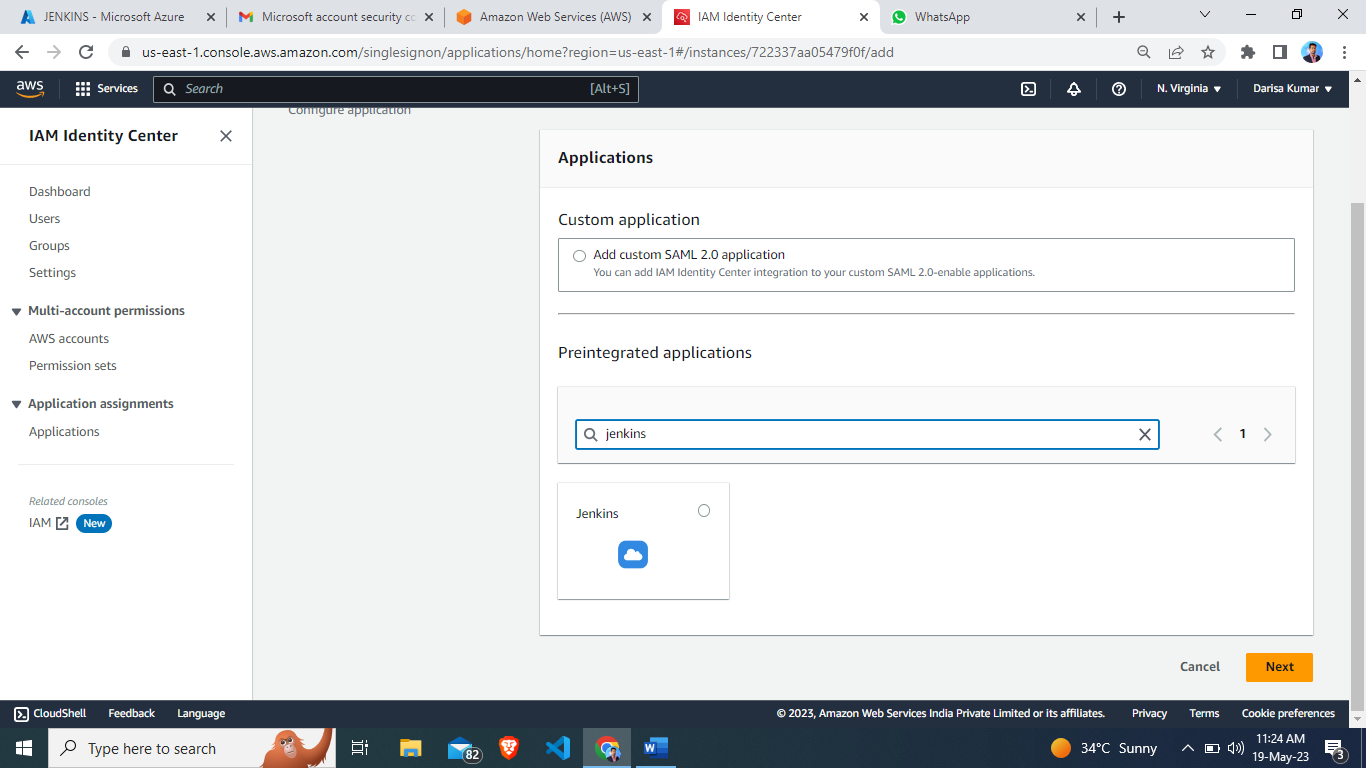 JENKINS - Microsoft Azure
Microsoft account security co
Amazon Web Services (AWS)
IAM Identity Center
WhatsApp
us-east-1.console.aws.amazon.com/singlesignon/applications/home?region=us-east-1#/instances/722337aa05479f0f/add
aws
Services
Search
[Alt+S]
N. Virginia
Darisa Kumar
Configure application
IAM Identity Center
Dashboard
Users
Groups
Settings
Multi-account permissions
AWS accounts
Permission sets
Application assignments
Applications
Related consoles
IAM
New
Applications
Custom application
Add custom SAML 2.0 application
You can add IAM Identity Center integration to your custom SAML 2.0-enable applications.
Preintegrated applications
jenkins
1
Jenkins
Cancel
Next
CloudShell
Feedback
Language
© 2023, Amazon Web Services India Private Limited or its affiliates.
Privacy
Terms
Cookie preferences
Type here to search
82
34°C Sunny
11:24 AM
19-May-23
3